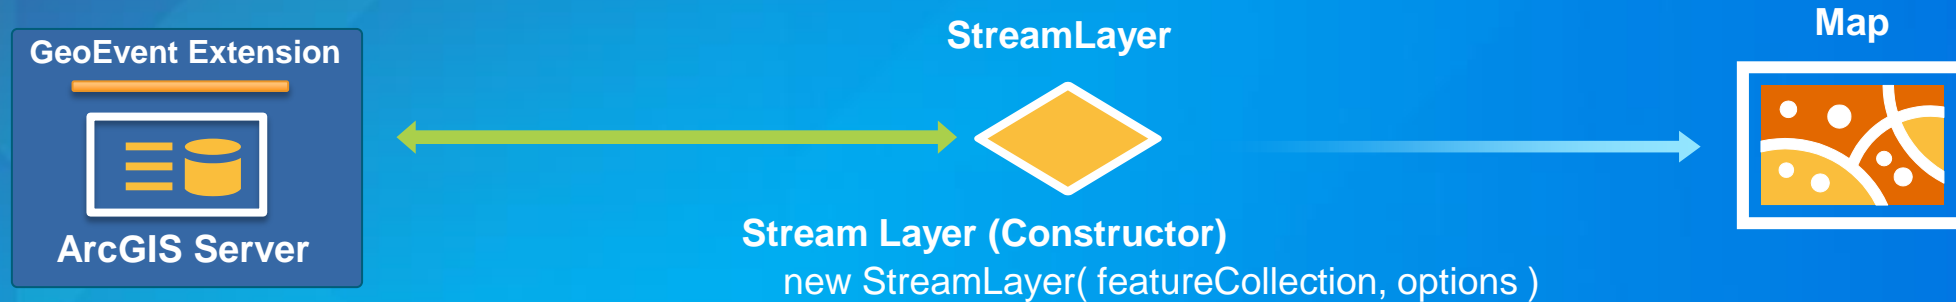 GeoEvent Extension
ArcGIS Server
StreamLayer
Stream Layer (Constructor)
new StreamLayer( featureCollection, options )
Map